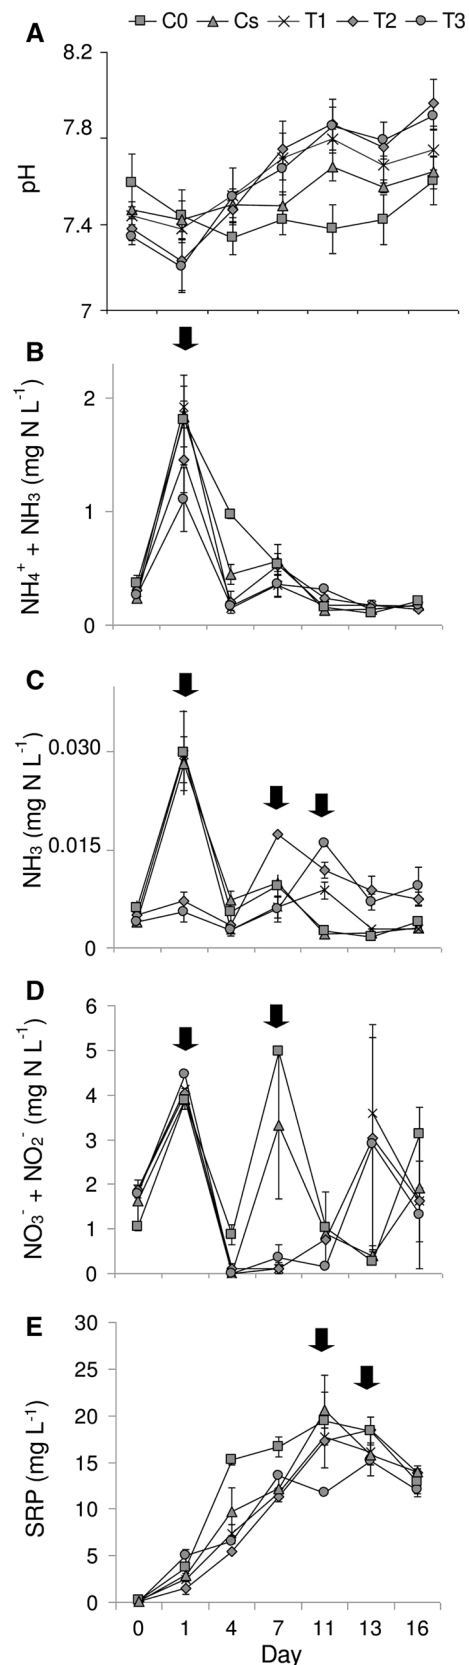 C0 Cs T1 T2 T3
A
8.2
7.8
7.4
7
pH
B
2
1
0
NH₄⁺ + NH₃ (mg N L⁻¹)
C
0.030
0.015
0
NH₃ (mg N L⁻¹)
D
6
5
4
3
2
1
0
NO₃⁻ + NO₂⁻ (mg N L⁻¹)
E
30
25
20
15
10
5
0
SRP (mg L⁻¹)
0 1 4 7 11 13 16
Day